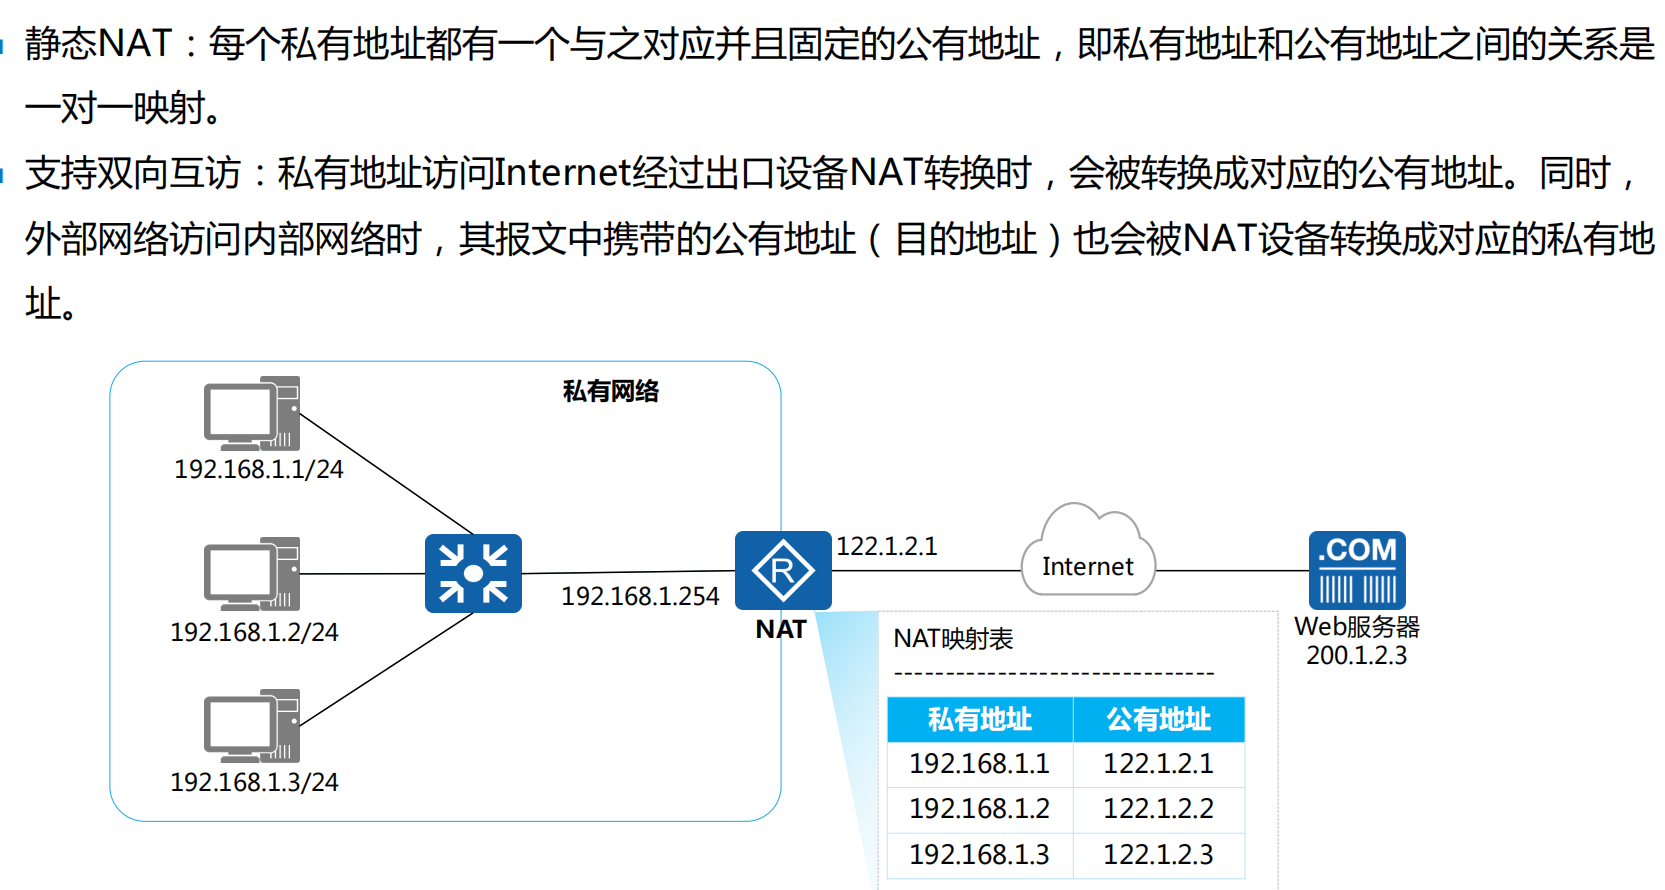 静态NAT：每个私有地址都有一个与之对应并且固定的公有地址，即私有地址和公有地址之间的关系是
一对一映射。
支持双向互访：私有地址访问Internet经过出口设备NAT转换时，会被转换成对应的公有地址。同时，
外部网络访问内部网络时，其报文中携带的公有地址（目的地址）也会被NAT设备转换成对应的私有地
址。
私有网络
192.168.1.1/24
192.168.1.2/24
192.168.1.3/24
192.168.1.254
R
NAT
122.1.2.1
Internet
.COM
Web服务器
200.1.2.3
NAT映射表
----------------------------
私有地址 公有地址
192.168.1.1 122.1.2.1
192.168.1.2 122.1.2.2
192.168.1.3 122.1.2.3